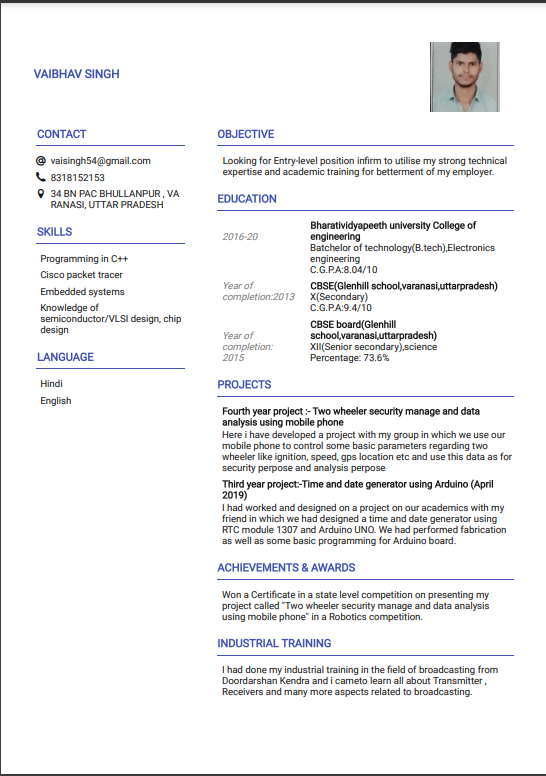 VAIBHAV SINGH
CONTACT
vaisingh54@gmail.com
8318152153
34 BN PAC BHULLANPUR , VA
RANASI, UTTAR PRADESH
SKILLS
Programming in C++
Cisco packet tracer
Embedded systems
Knowledge of
semiconductor/VLSI design, chip
design
LANGUAGE
Hindi
English
OBJECTIVE
Looking for Entry-level position infirm to utilise my strong technical
expertise and academic training for betterment of my employer.
EDUCATION
2016-20
Bharatividyapeeth university College of
engineering
Batchelor of technology(B.tech),Electronics
engineering
C.G.P.A:8.04/10
Year of
completion:2013
CBSE(Glenhill school,varanasi,uttarpradesh)
X(Secondary)
C.G.P.A:9.4/10
Year of
completion:
2015
CBSE board(Glenhill
school,varanasi,uttarpradesh)
XII(Senior secondary),science
Percentage: 73.6%
PROJECTS
Fourth year project :- Two wheeler security manage and data
analysis using mobile phone
Here i have developed a project with my group in which we use our
mobile phone to control some basic parameters regarding two
wheeler like ignition, speed, gps location etc and use this data as for
security perpose and analysis perpose
Third year project:-Time and date generator using Arduino (April
2019)
I had worked and designed on a project on our academics with my
friend in which we had designed a time and date generator using
RTC module 1307 and Arduino UNO. We had performed fabrication
as well as some basic programming for Arduino board.
ACHIEVEMENTS & AWARDS
Won a Certificate in a state level competition on presenting my
project called "Two wheeler security manage and data analysis
using mobile phone" in a Robotics competition.
INDUSTRIAL TRAINING
I had done my industrial training in the field of broadcasting from
Doordarshan Kendra and i cameto learn all about Transmitter ,
Receivers and many more aspects related to broadcasting.